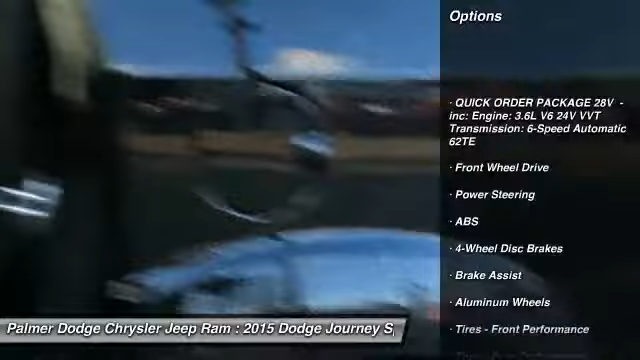 Options
· QUICK ORDER PACKAGE 28V -
inc: Engine: 3.6L V6 24V VVT
Transmission: 6-Speed Automatic
62TE
· Front Wheel Drive
· Power Steering
· ABS
· 4-Wheel Disc Brakes
· Brake Assist
· Aluminum Wheels
· Tires - Front Performance
Palmer Dodge Chrysler Jeep Ram : 2015 Dodge Journey S